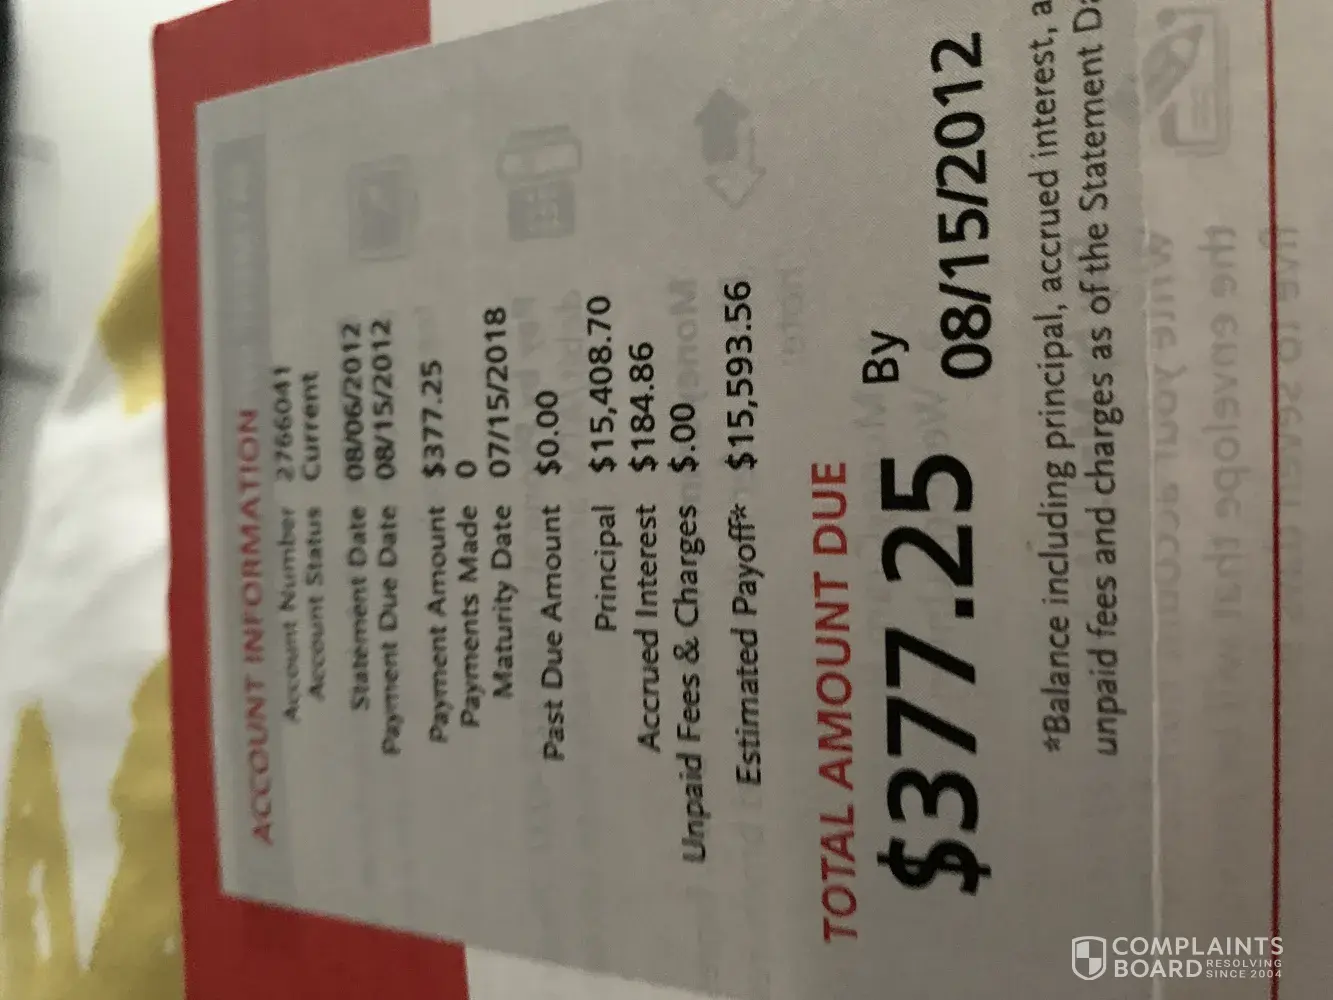 ACCOUNT INFORMATION
Account Number 2766041
Account Status Current
Statement Date 08/06/2012
Payment Due Date 08/15/2012
Payment Amount $377.25
Payments Made 0
Maturity Date 07/15/2018
Past Due Amount $0.00
Principal $15,408.70
Accrued Interest $184.86
Unpaid Fees & Charges $.00
Estimated Payoff* $15,593.56
TOTAL AMOUNT DUE
$377.25 By 08/15/2012
*Balance including principal, accrued interest, a
unpaid fees and charges as of the Statement Da
COMPLAINTS
BOARD RESOLVING
SINCE 2004